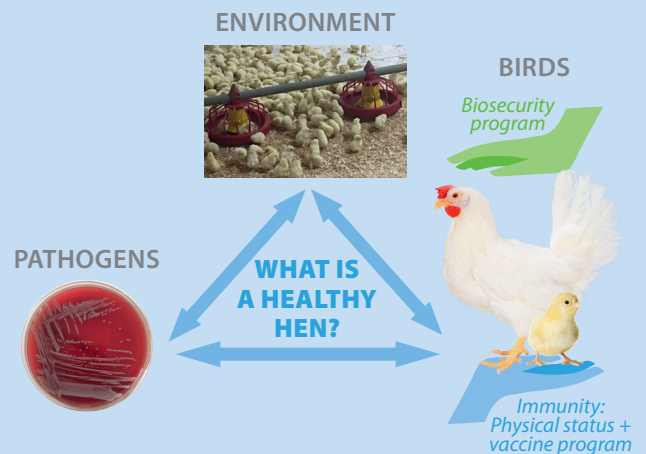 ENVIRONMENT
BIRDS
Biosecurity
program
PATHOGENS
WHAT IS
A HEALTHY
HEN?
Immunity:
Physical status +
vaccine program